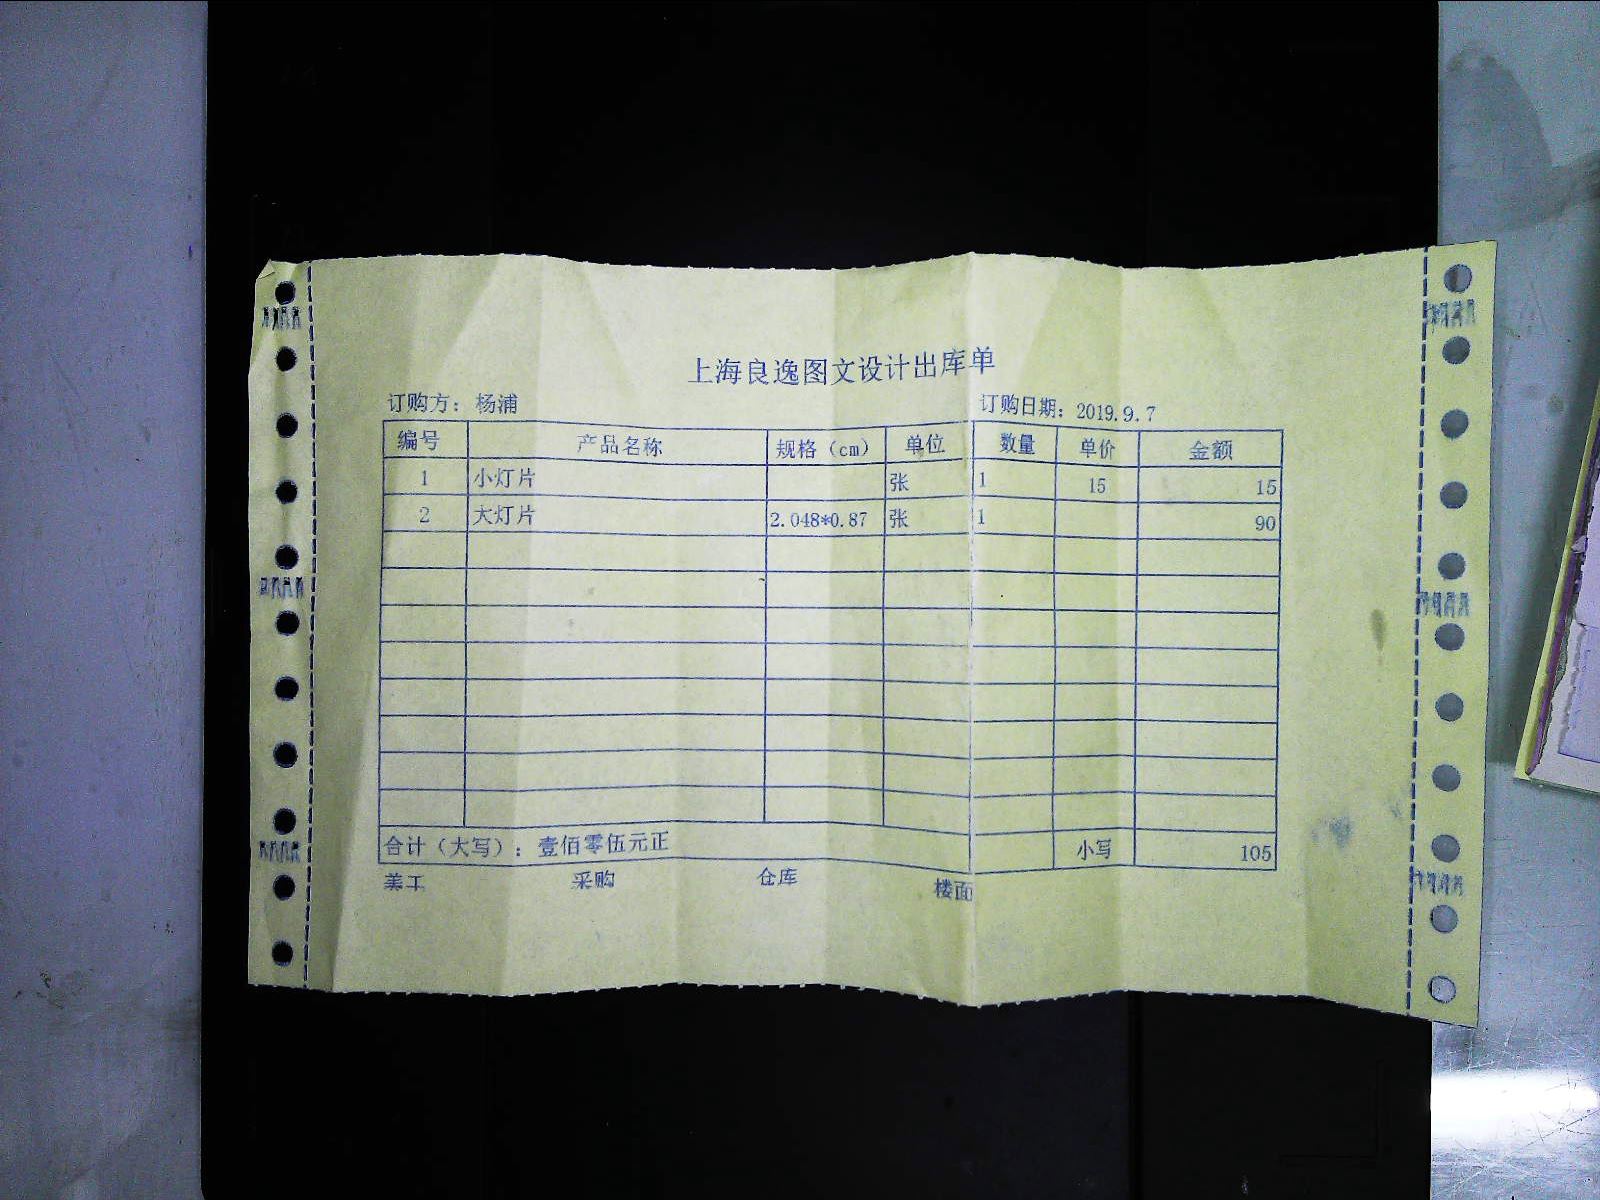 上海良逸图文设计出库单
订购方：杨浦 订购日期：2019.9.7
编号 产品名称 规格（cm） 单位 数量 单价 金额
1 小灯片 张 1 15 15
2 大灯片 2.048*0.87 张 1 90
合计（大写）：壹佰零伍元正 小写 105
美工 采购 仓库 楼面